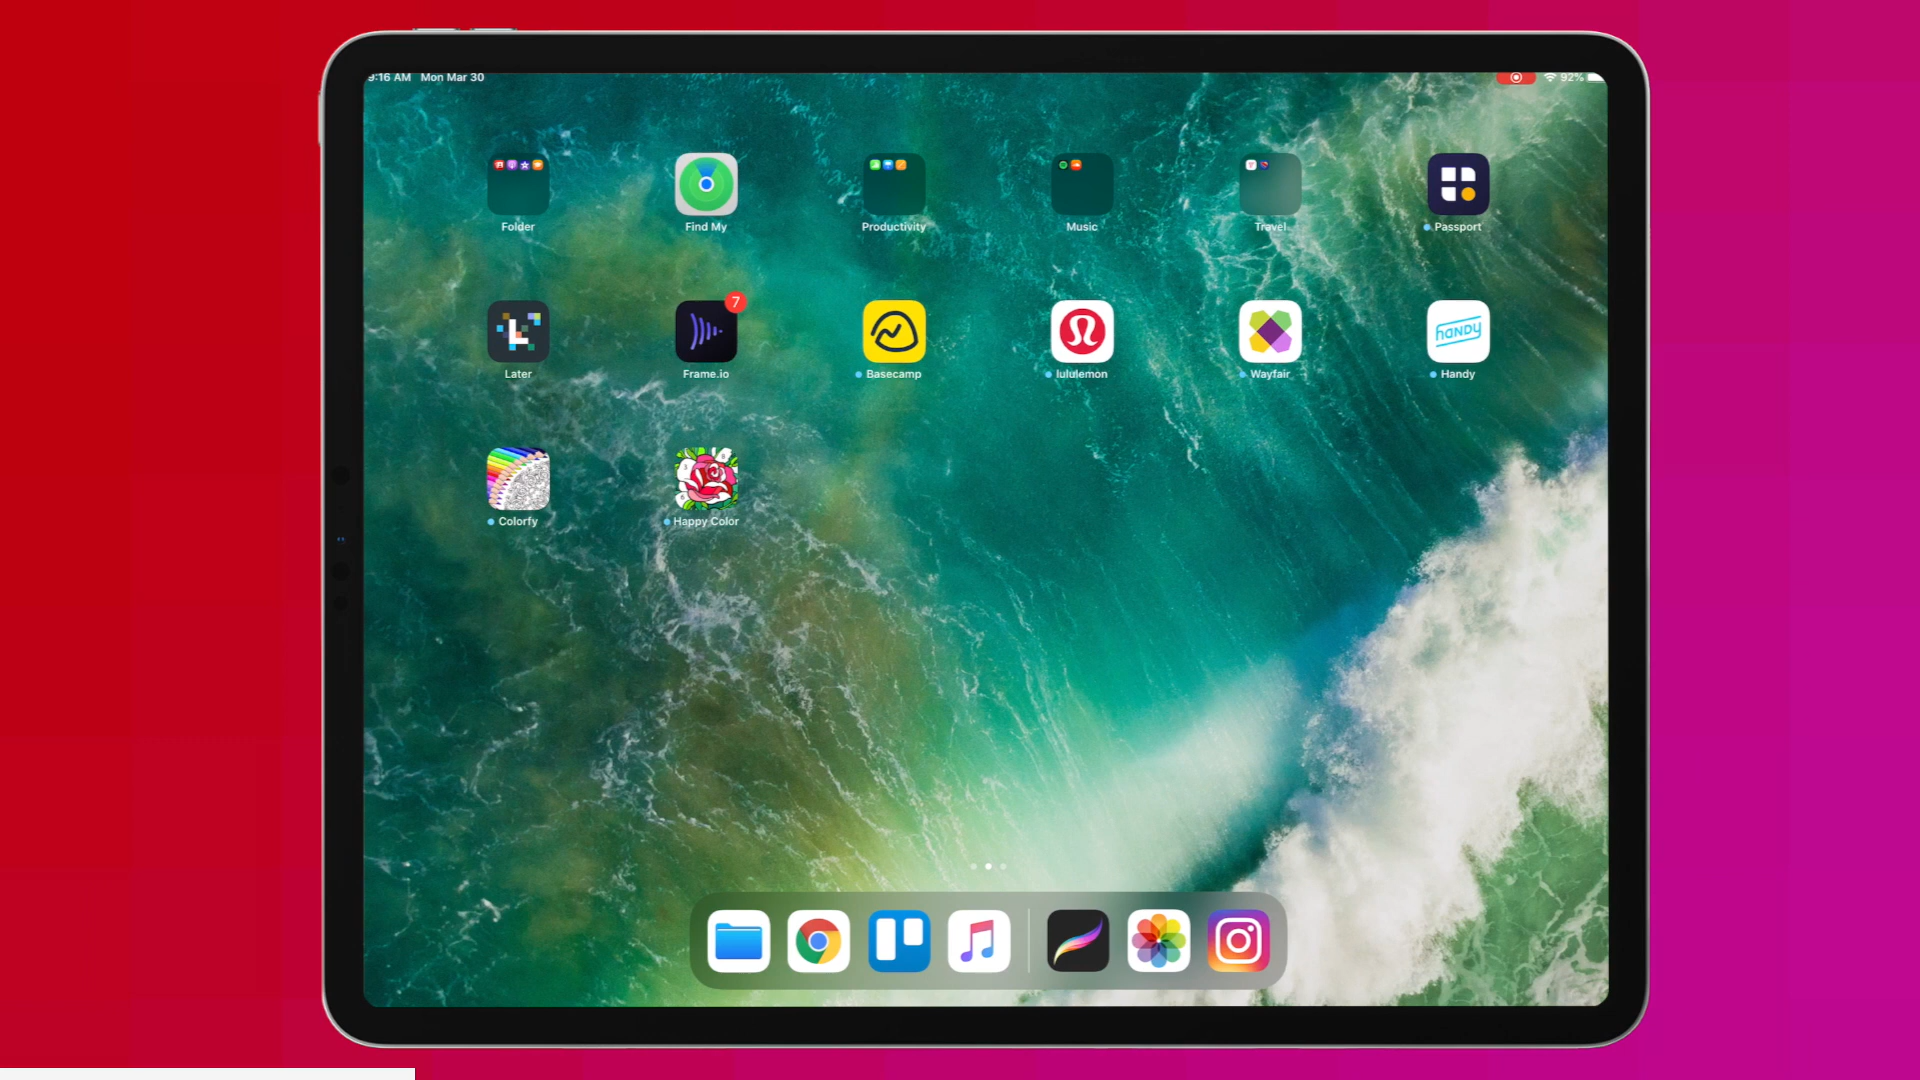 9:16 AM Mon Mar 30
92%
Folder
Find My
Productivity
Music
Travel
Passport
7
handy
Later
Frame.io
Basecamp
lululemon
Wayfair
Handy
Colorfy
Happy Color